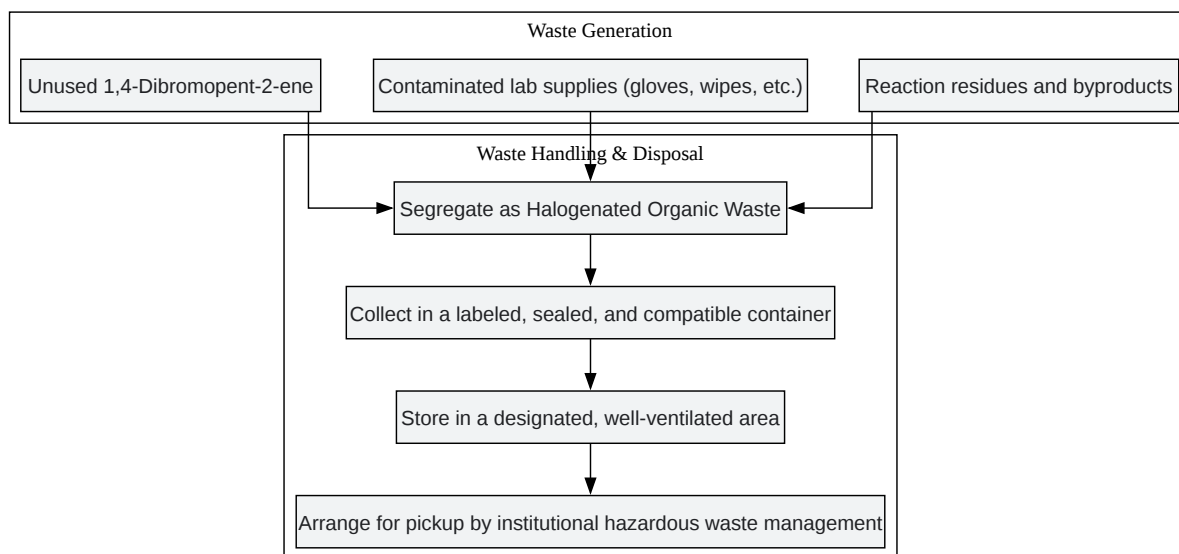 Waste Generation
Unused 1,4-Dibromopent-2-ene
Contaminated lab supplies (gloves, wipes, etc.)
Reaction residues and byproducts
Waste Handling & Disposal
Segregate as Halogenated Organic Waste
Collect in a labeled, sealed, and compatible container
Store in a designated, well-ventilated area
Arrange for pickup by institutional hazardous waste management